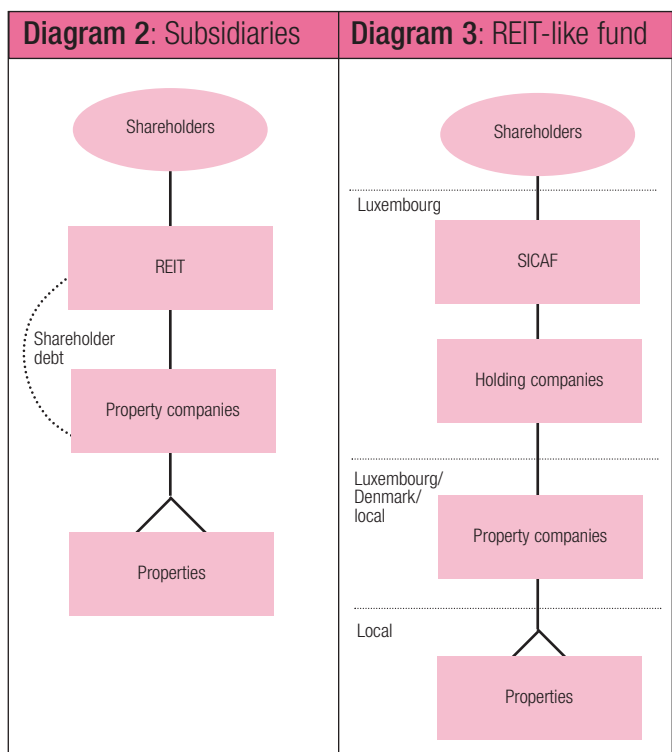 Diagram 2: Subsidiaries
Shareholders
REIT
Shareholder
debt
Property companies
Properties
Diagram 3: REIT-like fund
Shareholders
Luxembourg
SICAF
Holding companies
Luxembourg/
Denmark/
local
Property companies
Local
Properties